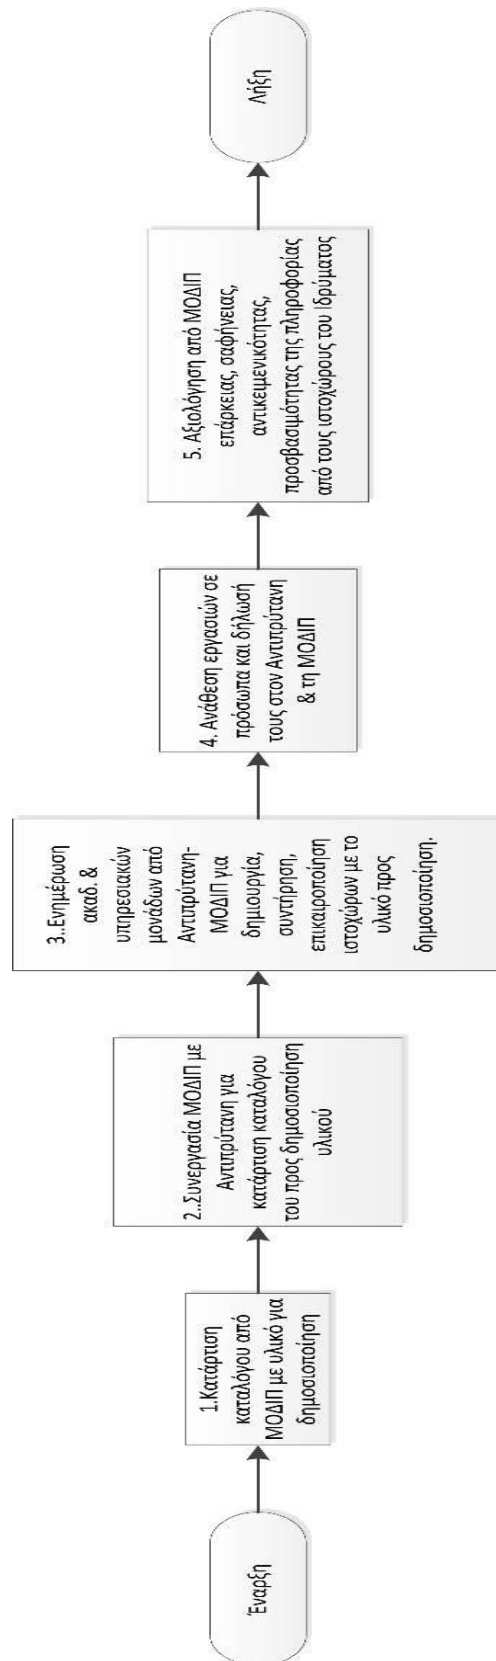 Έναρξη
1.Κατάρτιση
καταλόγου από
ΜΟΔΙΠ με υλικό για
δημοσιοποίηση
2..Συνεργασία ΜΟΔΙΠ με
Αντιπρύτανη για
κατάρτιση καταλόγου
του προς δημοσιοποίηση
υλικού
3..Ενημέρωση
ακαδ. &
υπηρεσιακών
μονάδων από
Αντιπρύτανη-
ΜΟΔΙΠ για
δημιουργία,
συντήρηση,
επικαιροποίηση
ιστοχώρων με το
υλικό προς
δημοσιοποίηση.
4. Ανάθεση εργασιών σε
πρόσωπα και δήλωσή
τους στον Αντιπρύτανη
& τη ΜΟΔΙΠ
5. Αξιολόγηση από ΜΟΔΙΠ
επάρκειας, σαφήνειας,
αντικειμενικότητας,
προσβασιμότητας της πληροφορίας
από τους ιστοχώρους του Ιδρύματος
Λήξη